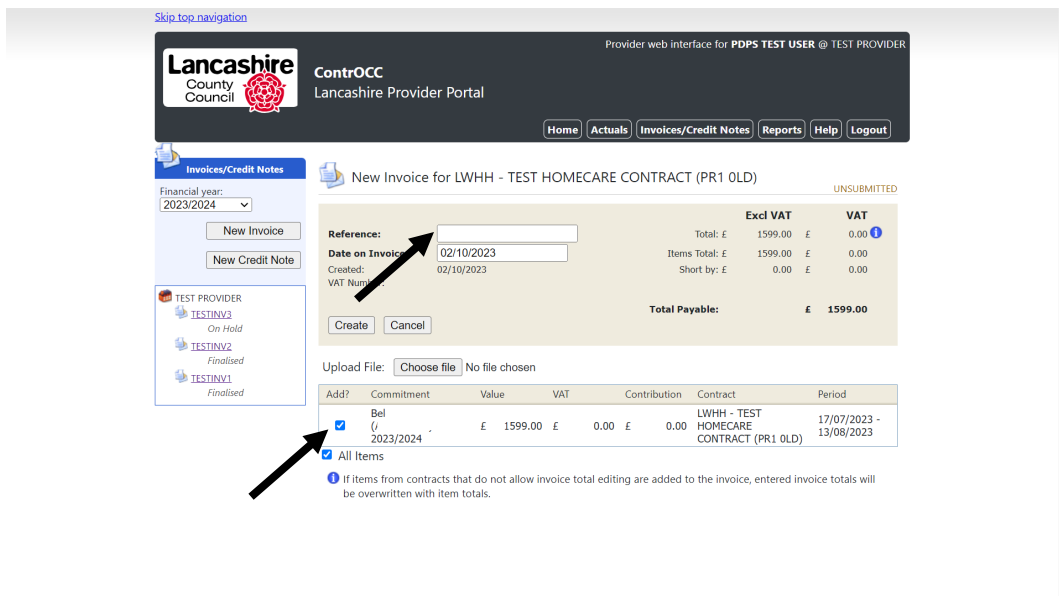 Skip top navigation
Provider web interface for PDPS TEST USER @ TEST PROVIDER
Lancashire
County
Council
ContrOCC
Lancashire Provider Portal
Home Actuals Invoices/Credit Notes Reports Help Logout
Invoices/Credit Notes
Financial year:
2023/2024
New Invoice
New Credit Note
TEST PROVIDER
TESTINV3
On Hold
TESTINV2
Finalised
TESTINV1
Finalised
New Invoice for LWHH - TEST HOMECARE CONTRACT (PR1 0LD)
UNSUBMITTED
Excl VAT VAT
Reference: Total: £ 1599.00 £ 0.00
Date on Invoice 02/10/2023 Items Total: £ 1599.00 £ 0.00
Created: 02/10/2023 Short by: £ 0.00 £ 0.00
VAT Number:
Total Payable: £ 1599.00
Create Cancel
Upload File: Choose file No file chosen
Add? Commitment Value VAT Contribution Contract Period
Bel
(
2023/2024
£ 1599.00 £ 0.00 £ 0.00
LWHH - TEST
HOMECARE
CONTRACT (PR1 0LD)
17/07/2023 -
13/08/2023
All Items
If items from contracts that do not allow invoice total editing are added to the invoice, entered invoice totals will
be overwritten with item totals.